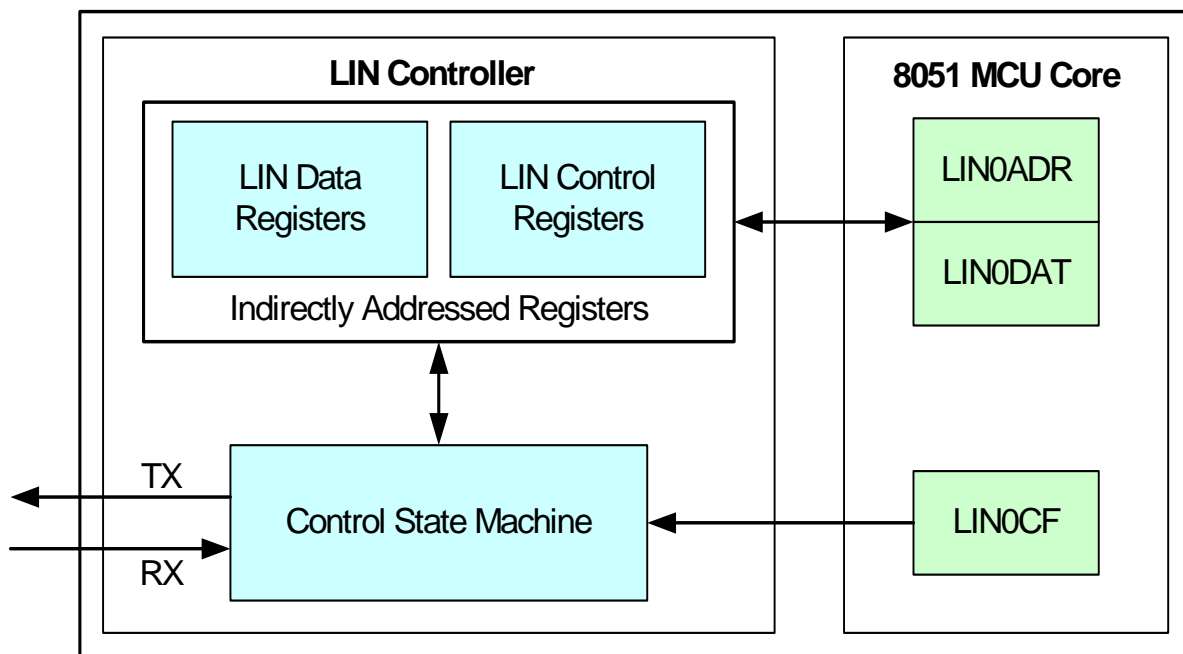 LIN Controller
8051 MCU Core
LIN Data
Registers
LIN Control
Registers
LIN0ADR
LIN0DAT
Indirectly Addressed Registers
TX
Control State Machine
LIN0CF
RX